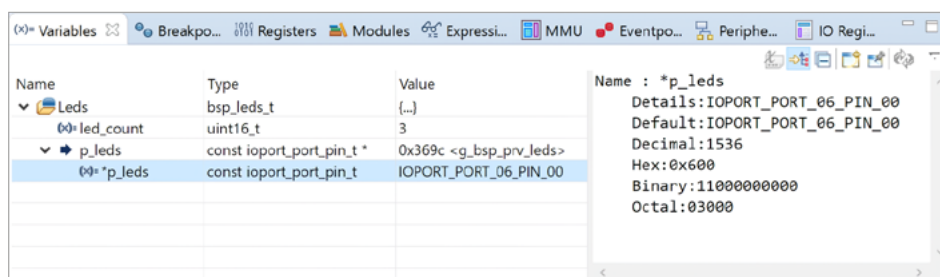 (x)= Variables Breakpo... Registers Modules Expressi... MMU Eventpo... Periphe... IO Regi...
Name Type Value
Leds bsp_leds_t {...}
(x)= led_count uint16_t 3
p_leds const ioport_port_pin_t * 0x369c <g_bsp_prv_leds>
(x)= *p_leds const ioport_port_pin_t IOPORT_PORT_06_PIN_00
Name : *p_leds
Details:IOPORT_PORT_06_PIN_00
Default:IOPORT_PORT_06_PIN_00
Decimal:1536
Hex:0x600
Binary:11000000000
Octal:03000